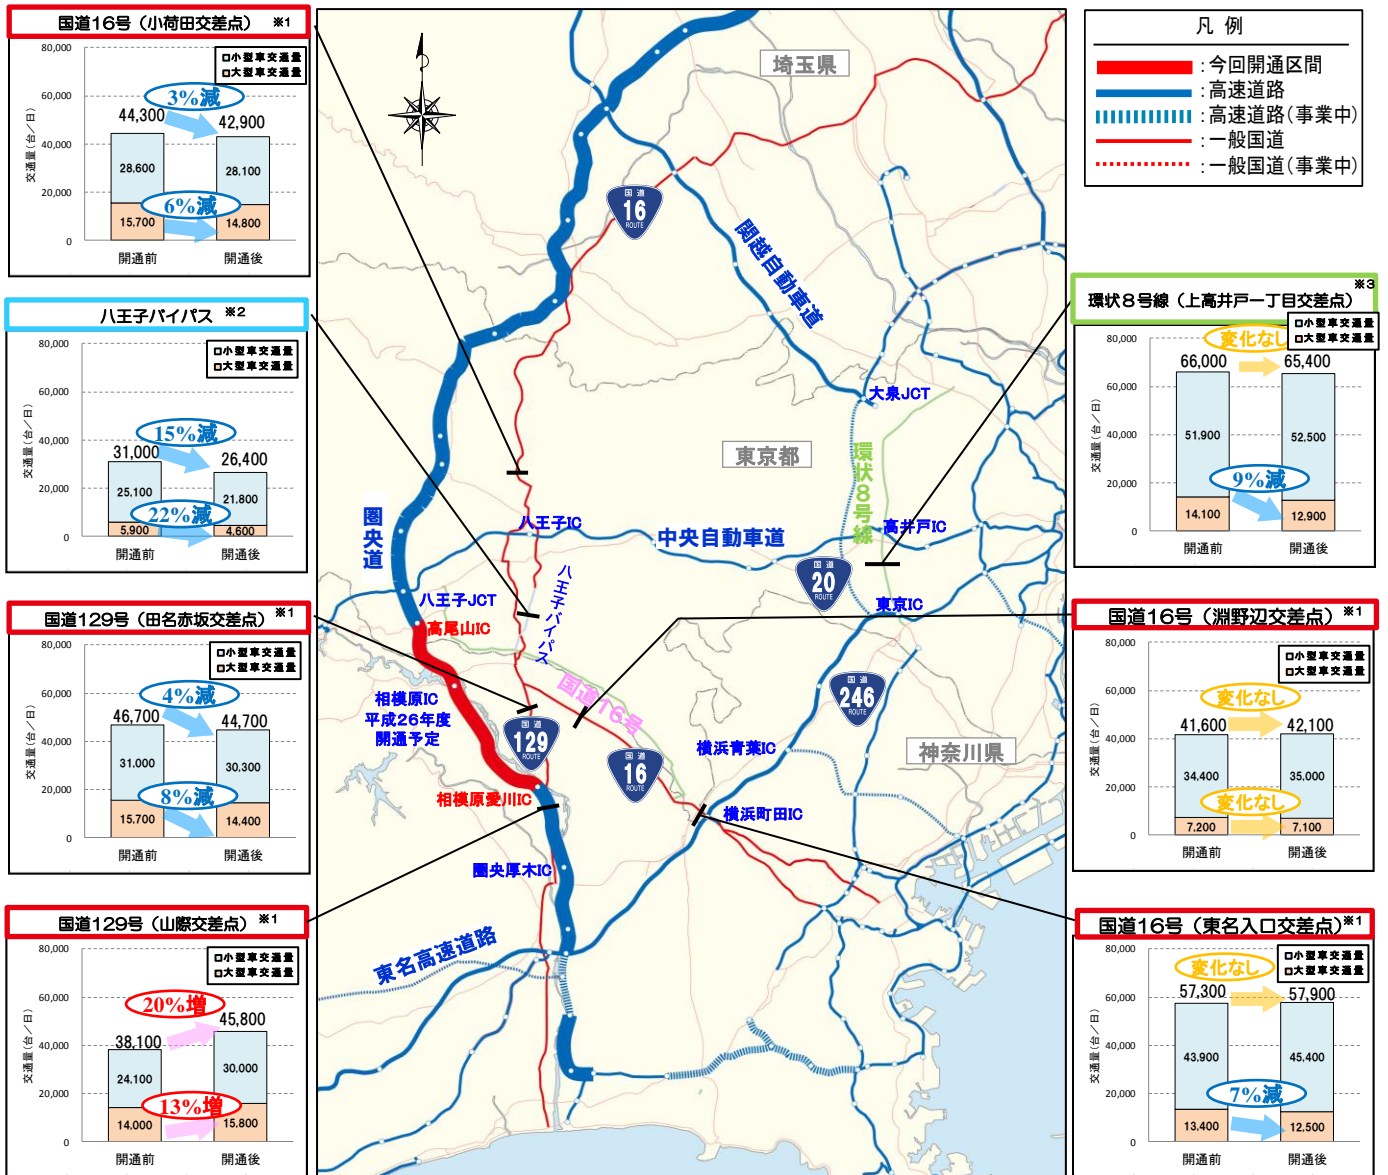 国道16号（小荷田交差点） ※1
80,000
60,000
40,000
20,000
0
交通量(台／日)
□小型車交通量
□大型車交通量
3%減
44,300
42,900
28,600
28,100
6%減
15,700
14,800
開通前
開通後
八王子バイパス ※2
80,000
60,000
40,000
20,000
0
交通量(台／日)
□小型車交通量
□大型車交通量
15%減
31,000
26,400
25,100
21,800
22%減
5,900
4,600
開通前
開通後
国道129号（田名赤坂交差点） ※1
80,000
60,000
40,000
20,000
0
交通量(台／日)
□小型車交通量
□大型車交通量
4%減
46,700
44,700
31,000
30,300
8%減
15,700
14,400
開通前
開通後
国道129号（山際交差点） ※1
80,000
60,000
40,000
20,000
0
交通量(台／日)
□小型車交通量
□大型車交通量
20%増
38,100
45,800
24,100
30,000
13%増
14,000
15,800
開通前
開通後
埼玉県
国道
16
ROUTE
関越自動車道
大泉JCT
東京都
環状8号線
圏央道
八王子IC
中央自動車道
高井戸IC
国道
20
ROUTE
八王子JCT
八王子バイパス
東京IC
高尾山IC
国道16号
相模原IC
平成26年度
開通予定
国道
129
ROUTE
国道
246
ROUTE
国道
16
ROUTE
横浜青葉IC
神奈川県
相模原愛川IC
横浜町田IC
圏央厚木IC
東名高速道路
凡 例
：今回開通区間
：高速道路
：高速道路(事業中)
：一般国道
：一般国道(事業中)
環状８号線（上高井戸一丁目交差点） ※3
80,000
60,000
40,000
20,000
0
交通量(台／日)
□小型車交通量
□大型車交通量
変化なし
66,000
65,400
51,900
52,500
9%減
14,100
12,900
開通前
開通後
国道16号（淵野辺交差点） ※1
80,000
60,000
40,000
20,000
0
交通量(台／日)
□小型車交通量
□大型車交通量
変化なし
41,600
42,100
34,400
35,000
変化なし
7,200
7,100
開通前
開通後
国道16号（東名入口交差点） ※1
80,000
60,000
40,000
20,000
0
交通量(台／日)
□小型車交通量
□大型車交通量
変化なし
57,300
57,900
43,900
45,400
7%減
13,400
12,500
開通前
開通後